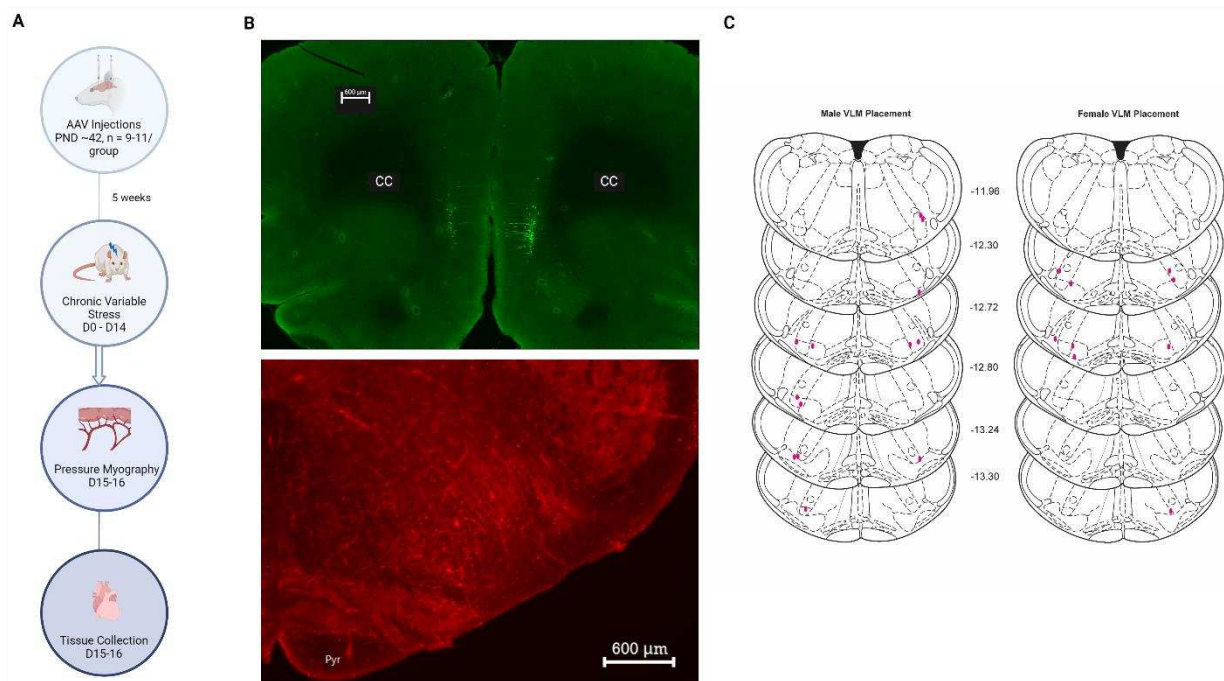 A
AAV Injections
PND ~42, n = 9-11/
group
5 weeks
Chronic Variable
Stress
D0 - D14
Pressure Myography
D15-16
Tissue Collection
D15-16
B
600 µm
CC
CC
Pyr
600 µm
C
Male VLM Placement
Female VLM Placement
-11.96
-12.30
-12.72
-12.80
-13.24
-13.30